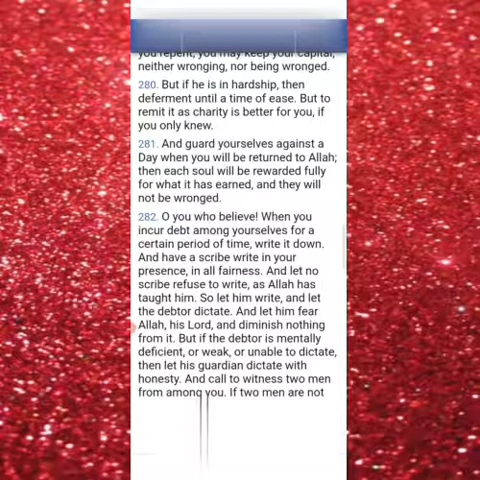 you repent, you may keep your capital,
neither wronging, nor being wronged.
280. But if he is in hardship, then
deferment until a time of ease. But to
remit it as charity is better for you, if
you only knew.
281. And guard yourselves against a
Day when you will be returned to Allah;
then each soul will be rewarded fully
for what it has earned, and they will
not be wronged.
282. O you who believe! When you
incur debt among yourselves for a
certain period of time, write it down.
And have a scribe write in your
presence, in all fairness. And let no
scribe refuse to write, as Allah has
taught him. So let him write, and let
the debtor dictate. And let him fear
Allah, his Lord, and diminish nothing
from it. But if the debtor is mentally
deficient, or weak, or unable to dictate,
then let his guardian dictate with
honesty. And call to witness two men
from among you. If two men are not